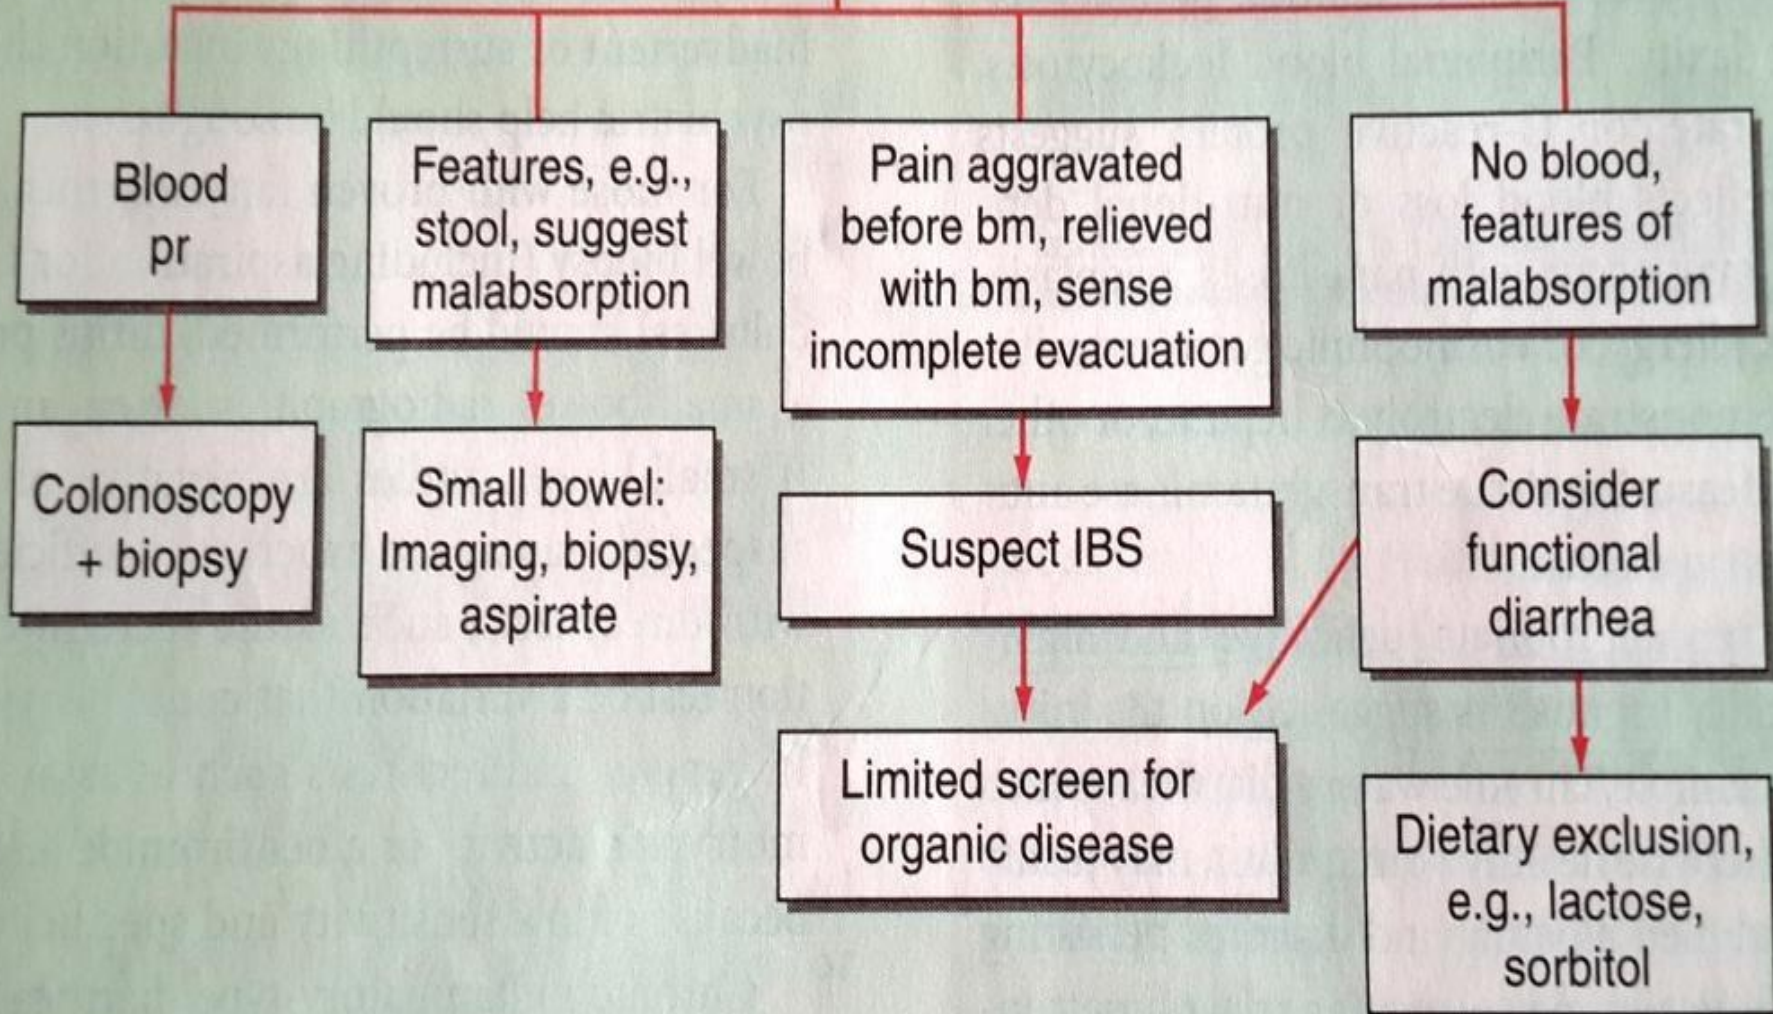 Blood
pr
Features, e.g.,
stool, suggest
malabsorption
Pain aggravated
before bm, relieved
with bm, sense
incomplete evacuation
No blood,
features of
malabsorption
Colonoscopy
+ biopsy
Small bowel:
Imaging, biopsy,
aspirate
Suspect IBS
Consider
functional
diarrhea
Limited screen for
organic disease
Dietary exclusion,
e.g., lactose,
sorbitol